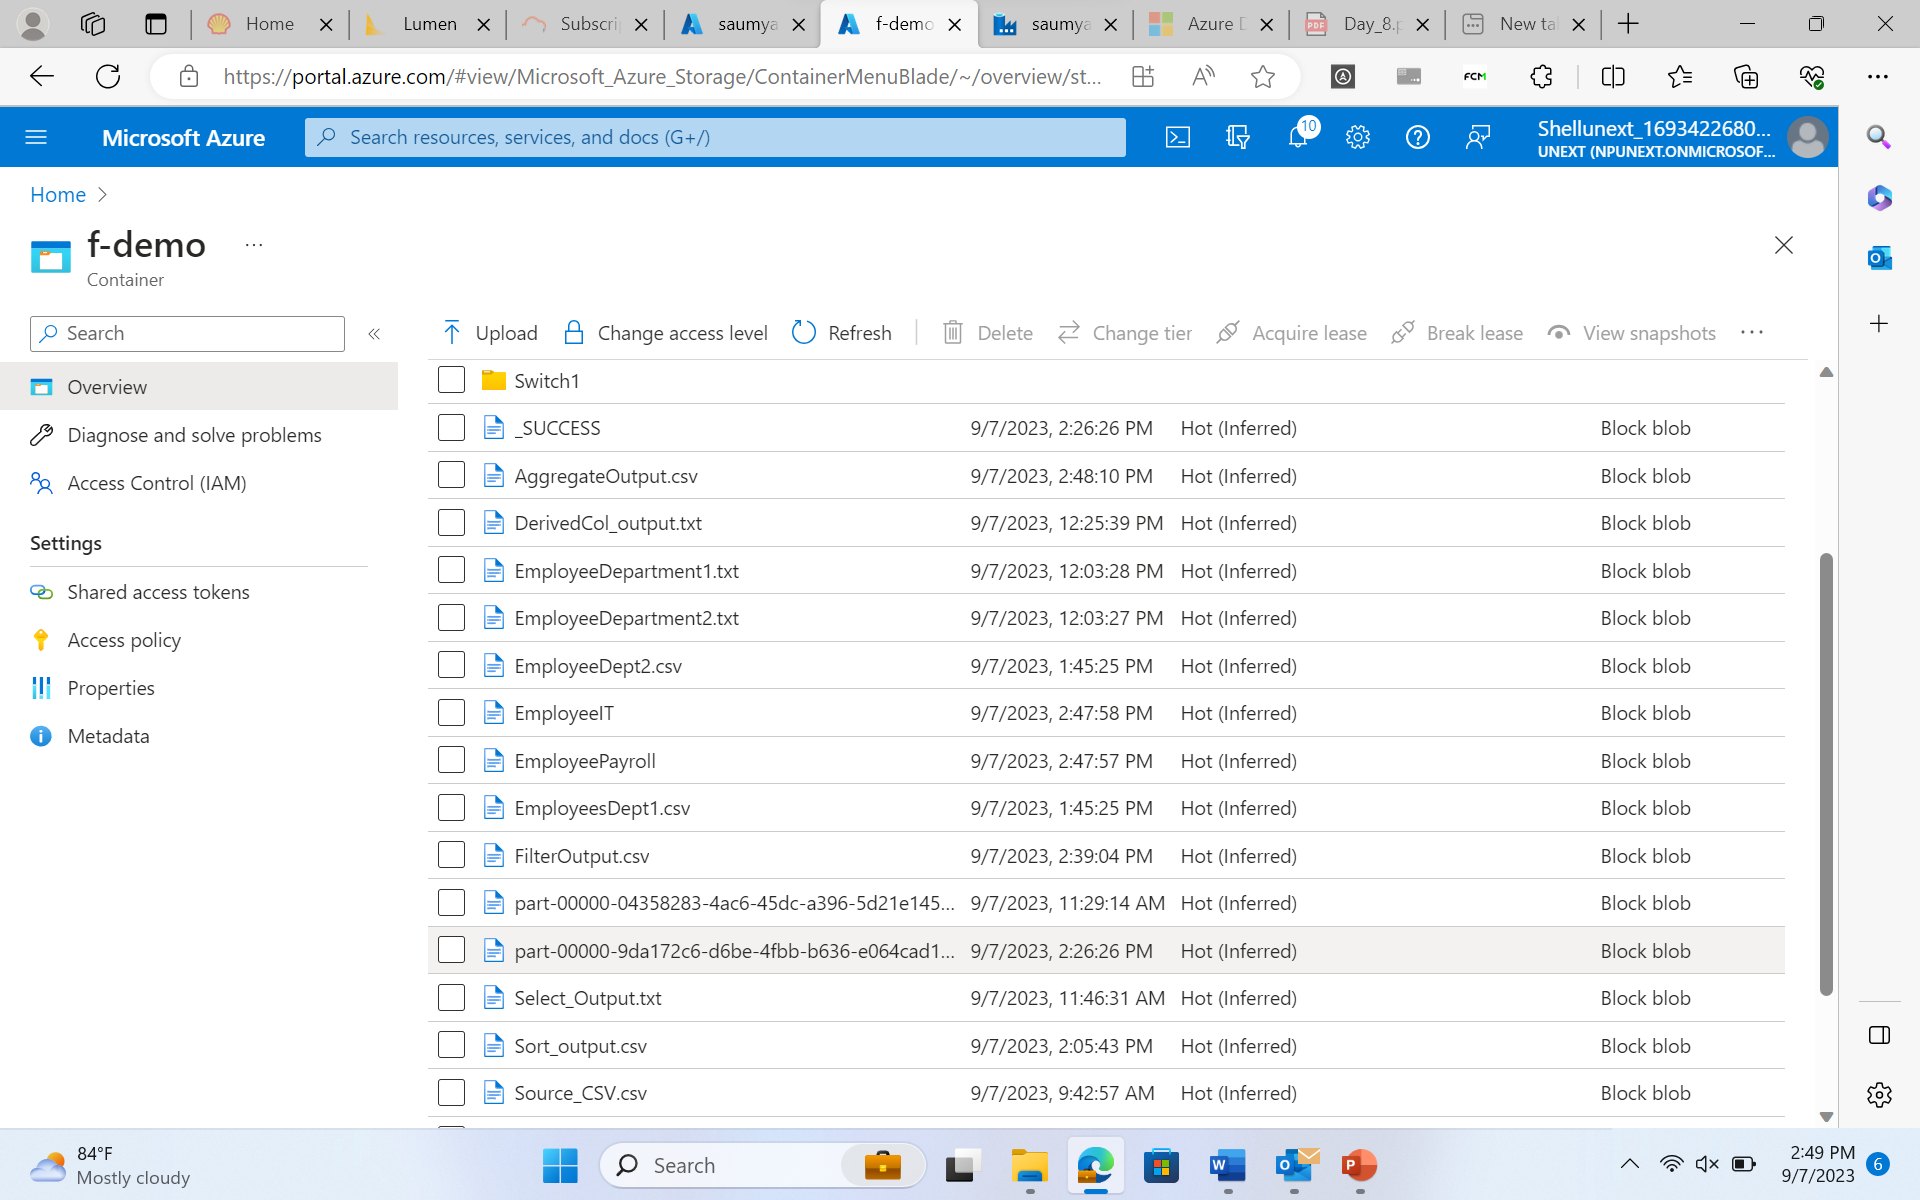 Home
Lumen
Subscri
saumya
f-demo
saumya
Azure D
Day_8.p
New tal
https://portal.azure.com/#view/Microsoft_Azure_Storage/ContainerMenuBlade/~/overview/st...
FCM
Microsoft Azure
Search resources, services, and docs (G+/)
10
Shellunext_1693422680...
UNEXT (NPUNEXT.ONMICROSOF...
Home
f-demo
Container
Search
Upload
Change access level
Refresh
Delete
Change tier
Acquire lease
Break lease
View snapshots
Overview
Diagnose and solve problems
Access Control (IAM)
Settings
Shared access tokens
Access policy
Properties
Metadata
Switch1
_SUCCESS 9/7/2023, 2:26:26 PM Hot (Inferred) Block blob
AggregateOutput.csv 9/7/2023, 2:48:10 PM Hot (Inferred) Block blob
DerivedCol_output.txt 9/7/2023, 12:25:39 PM Hot (Inferred) Block blob
EmployeeDepartment1.txt 9/7/2023, 12:03:28 PM Hot (Inferred) Block blob
EmployeeDepartment2.txt 9/7/2023, 12:03:27 PM Hot (Inferred) Block blob
EmployeeDept2.csv 9/7/2023, 1:45:25 PM Hot (Inferred) Block blob
EmployeeIT 9/7/2023, 2:47:58 PM Hot (Inferred) Block blob
EmployeePayroll 9/7/2023, 2:47:57 PM Hot (Inferred) Block blob
EmployeesDept1.csv 9/7/2023, 1:45:25 PM Hot (Inferred) Block blob
FilterOutput.csv 9/7/2023, 2:39:04 PM Hot (Inferred) Block blob
part-00000-04358283-4ac6-45dc-a396-5d21e145... 9/7/2023, 11:29:14 AM Hot (Inferred) Block blob
part-00000-9da172c6-d6be-4fbb-b636-e064cad1... 9/7/2023, 2:26:26 PM Hot (Inferred) Block blob
Select_Output.txt 9/7/2023, 11:46:31 AM Hot (Inferred) Block blob
Sort_output.csv 9/7/2023, 2:05:43 PM Hot (Inferred) Block blob
Source_CSV.csv 9/7/2023, 9:42:57 AM Hot (Inferred) Block blob
84°F
Mostly cloudy
Search
2:49 PM
9/7/2023
6